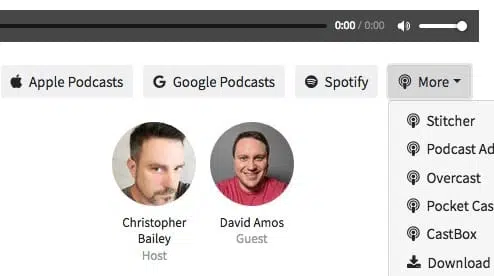 0:00 / 0:00
Apple Podcasts
Google Podcasts
Spotify
More
Stitcher
Podcast Ad
Overcast
Pocket Cas
CastBox
Download
Christopher
Bailey
Host
David Amos
Guest